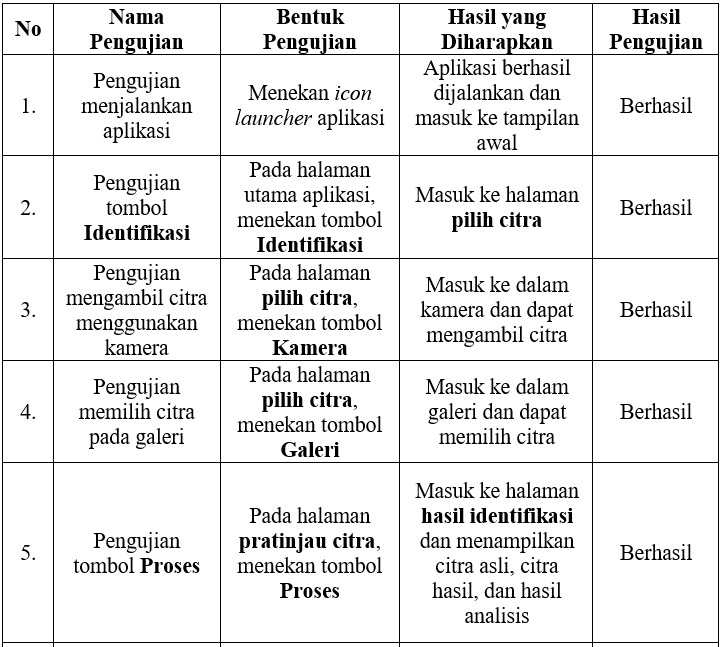 No
Nama
Pengujian
Bentuk
Pengujian
Hasil yang
Diharapkan
Hasil
Pengujian
1.
Pengujian
menjalankan
aplikasi
Menekan icon
launcher aplikasi
Aplikasi berhasil
dijalankan dan
masuk ke tampilan
awal
Berhasil
2.
Pengujian
tombol
Identifikasi
Pada halaman
utama aplikasi,
menekan tombol
Identifikasi
Masuk ke halaman
pilih citra
Berhasil
3.
Pengujian
mengambil citra
menggunakan
kamera
Pada halaman
pilih citra,
menekan tombol
Kamera
Masuk ke dalam
kamera dan dapat
mengambil citra
Berhasil
4.
Pengujian
memilih citra
pada galeri
Pada halaman
pilih citra,
menekan tombol
Galeri
Masuk ke dalam
galeri dan dapat
memilih citra
Berhasil
5.
Pengujian
tombol Proses
Pada halaman
pratinjau citra,
menekan tombol
Proses
Masuk ke halaman
hasil identifikasi
dan menampilkan
citra asli, citra
hasil, dan hasil
analisis
Berhasil